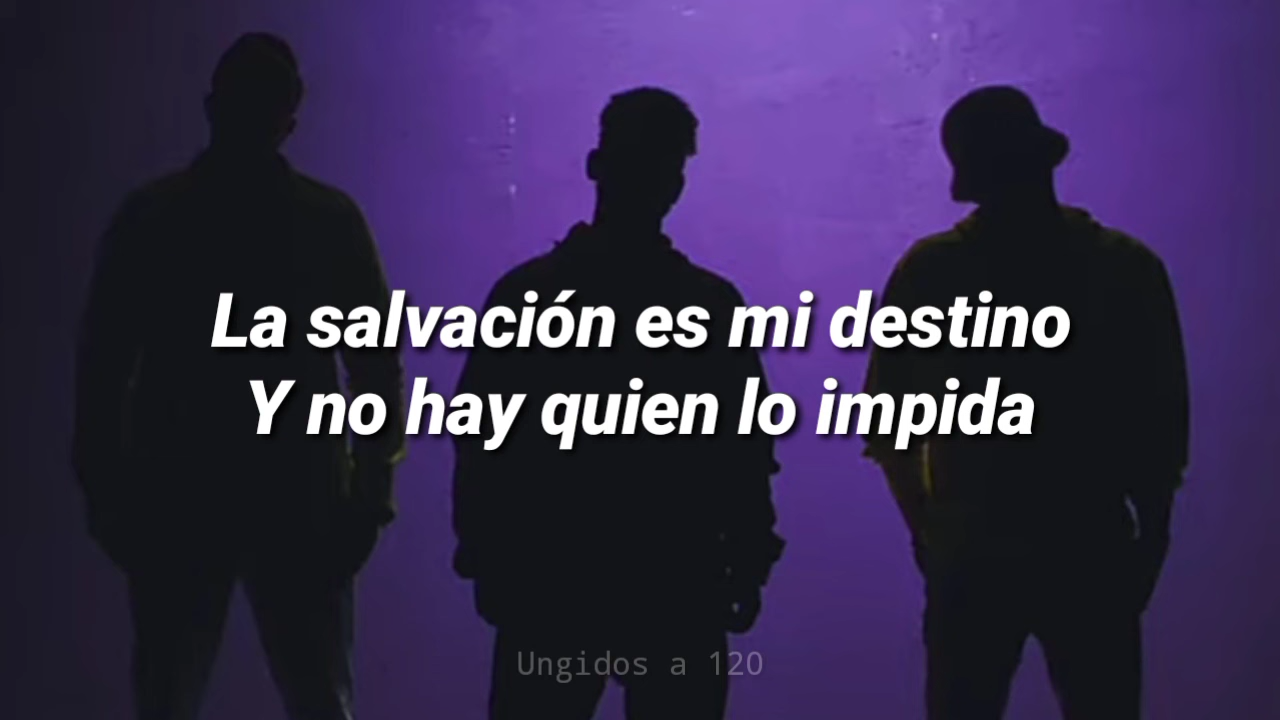 La salvación es mi destino
Y no hay quien lo impida
Ungidos a 120